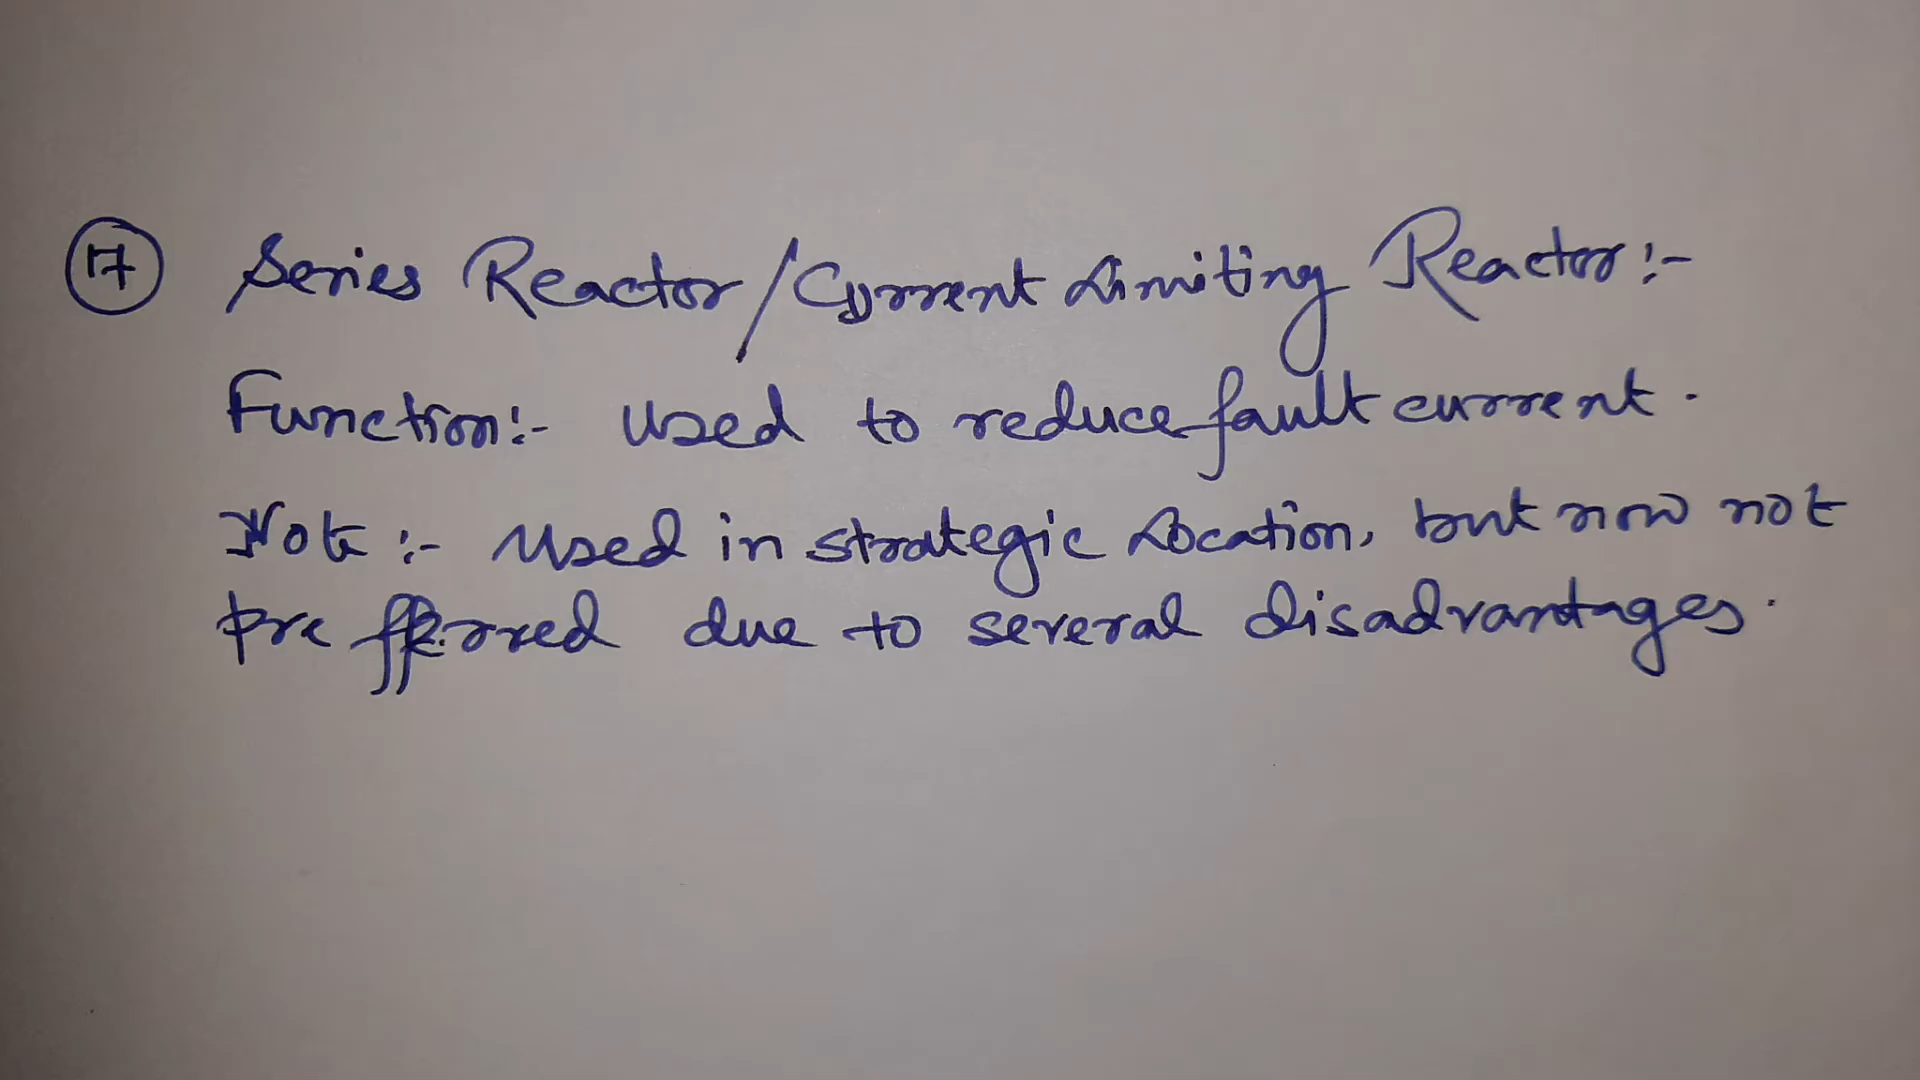 17 Series Reactor/Current Limiting Reactor:-
Function:- Used to reduce fault current.
Note:- Used in strategic Location, but now not
prefferred due to several disadvantages.